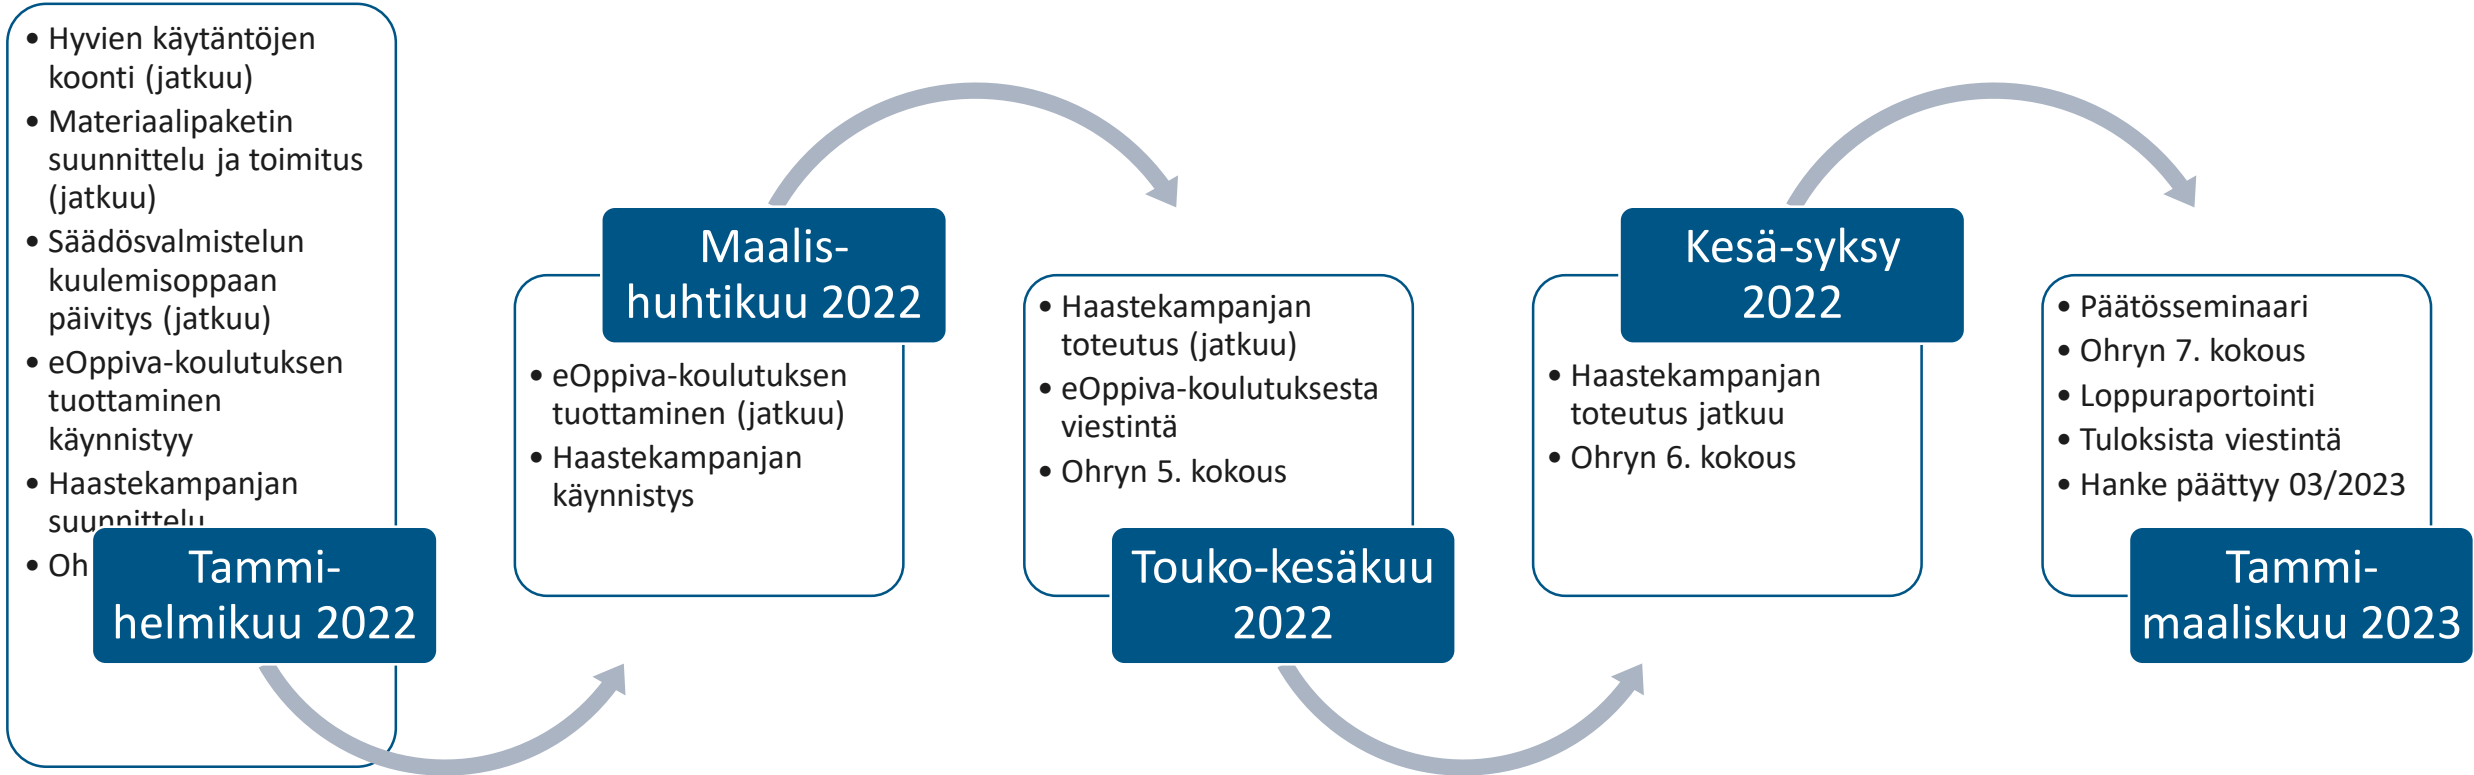 • Hyvien käytäntöjen
koonti (jatkuu)
• Materiaalipaketin
suunnittelu ja toimitus
(jatkuu)
• Säädösvalmistelun
kuulemisoppaan
päivitys (jatkuu)
• eOppiva-koulutuksen
tuottaminen
käynnistyy
• Haastekampanjan
suunnittelu
• Oh
Tammi-
helmikuu 2022
Maalis-
huhtikuu 2022
• eOppiva-koulutuksen
tuottaminen (jatkuu)
• Haastekampanjan
käynnistys
• Haastekampanjan
toteutus (jatkuu)
• eOppiva-koulutuksesta
viestintä
• Ohryn 5. kokous
Touko-kesäkuu
2022
Kesä-syksy
2022
• Haastekampanjan
toteutus jatkuu
• Ohryn 6. kokous
• Päätösseminaari
• Ohryn 7. kokous
• Loppuraportointi
• Tuloksista viestintä
• Hanke päättyy 03/2023
Tammi-
maaliskuu 2023